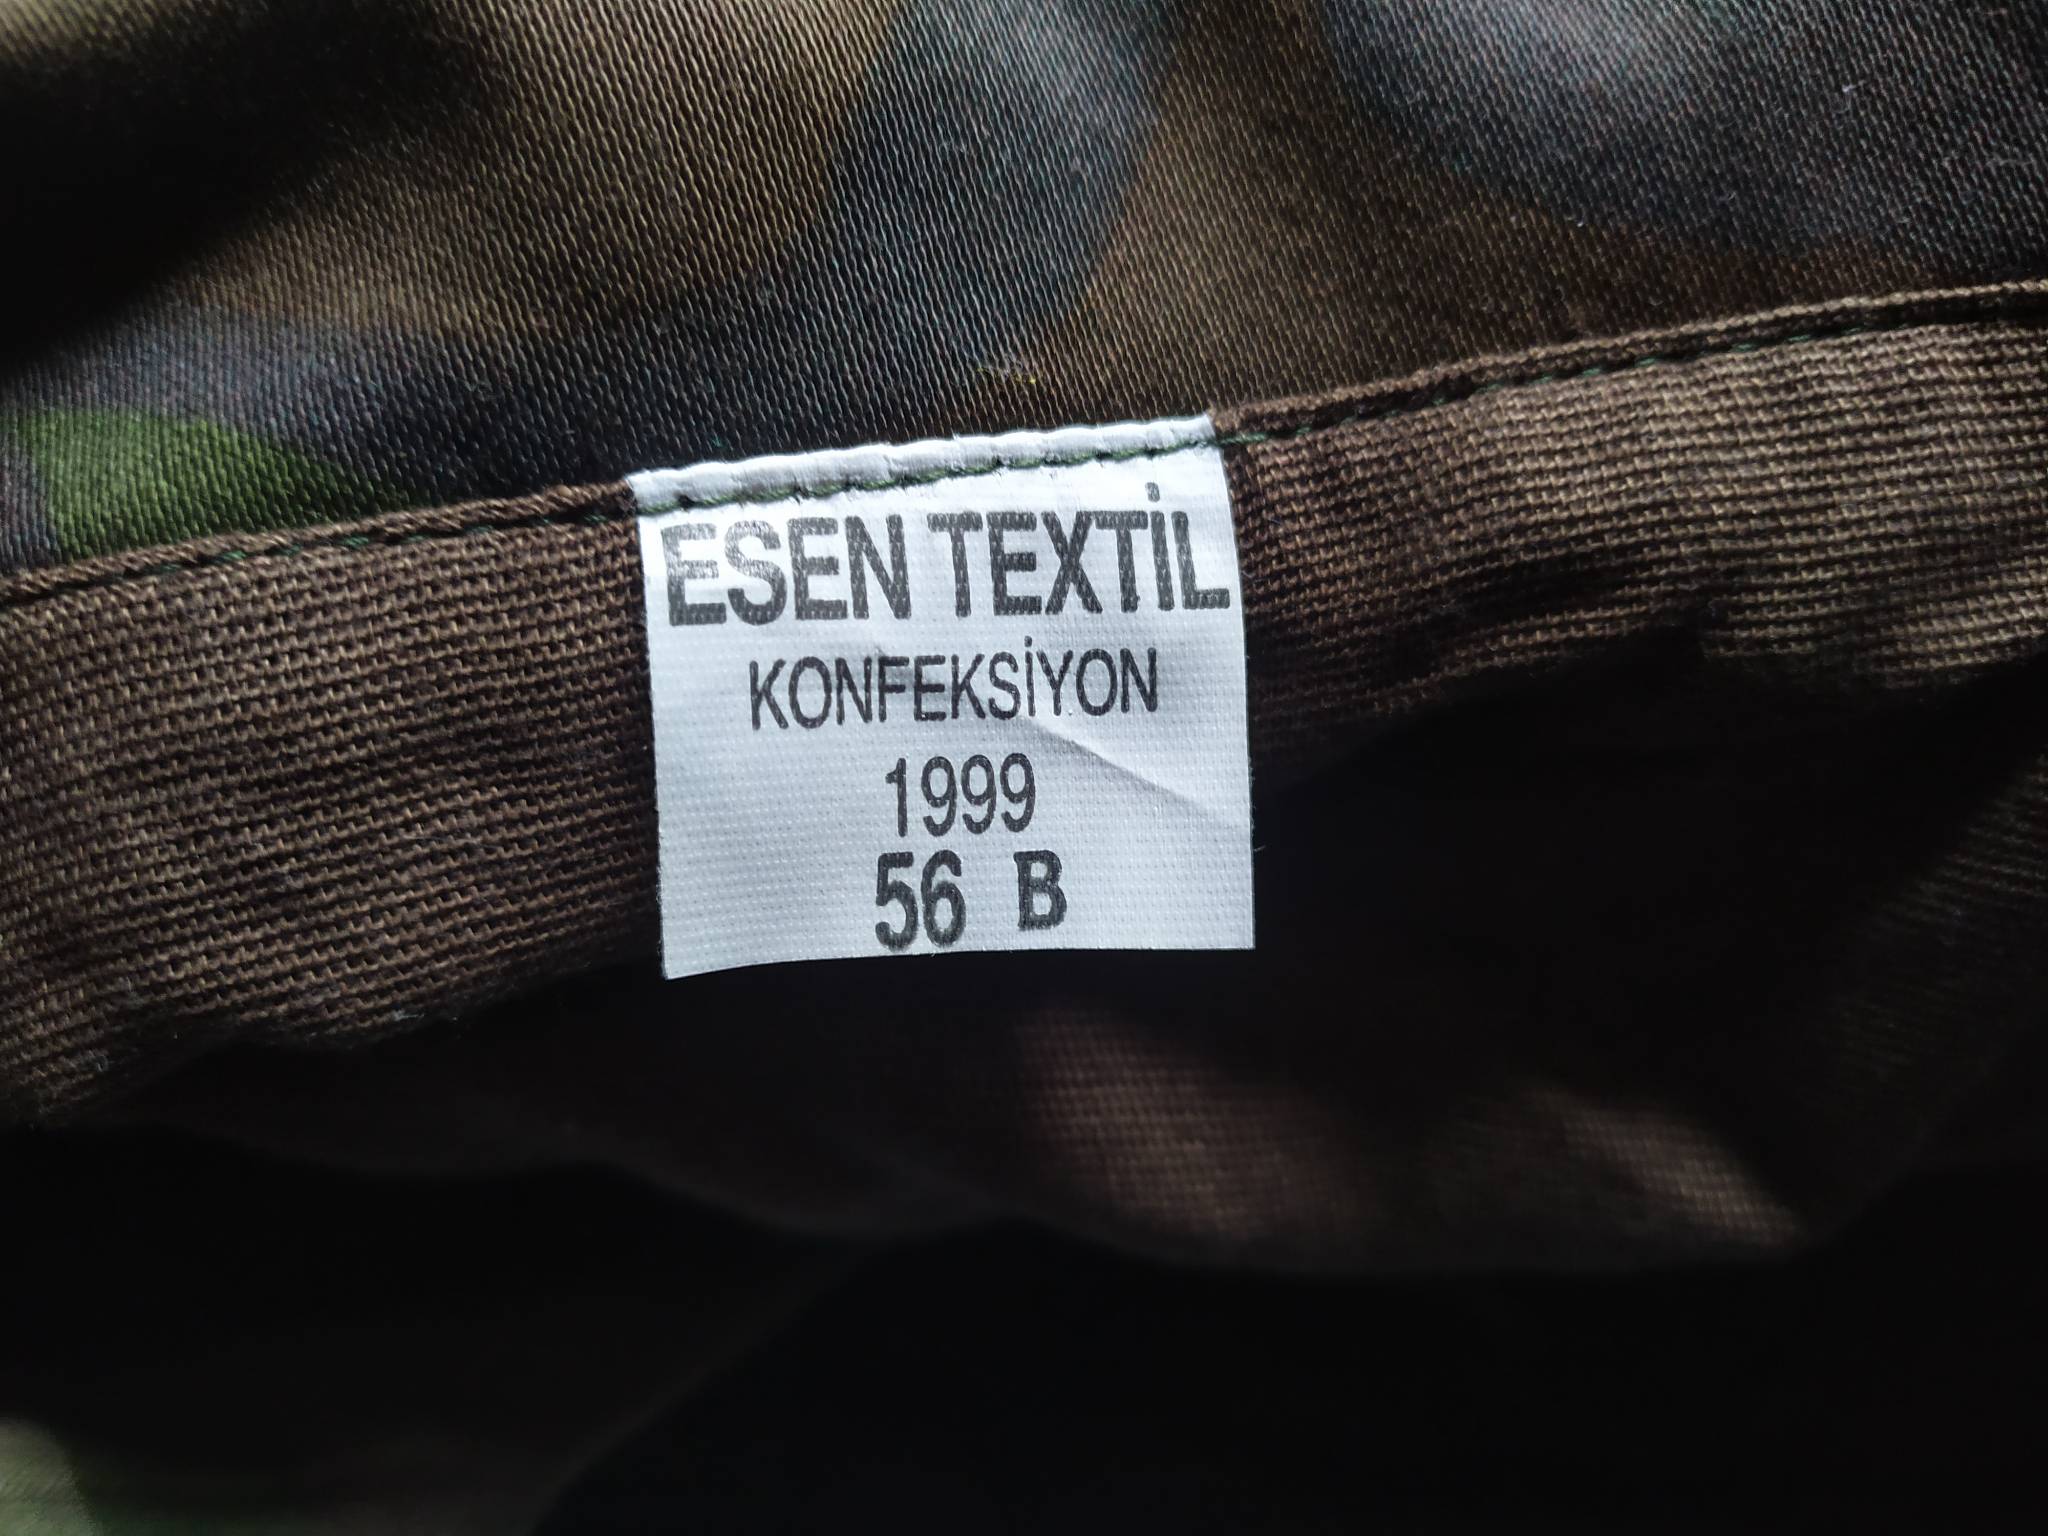 ESEN TEXTİL
KONFEKSİYON
1999
56 B